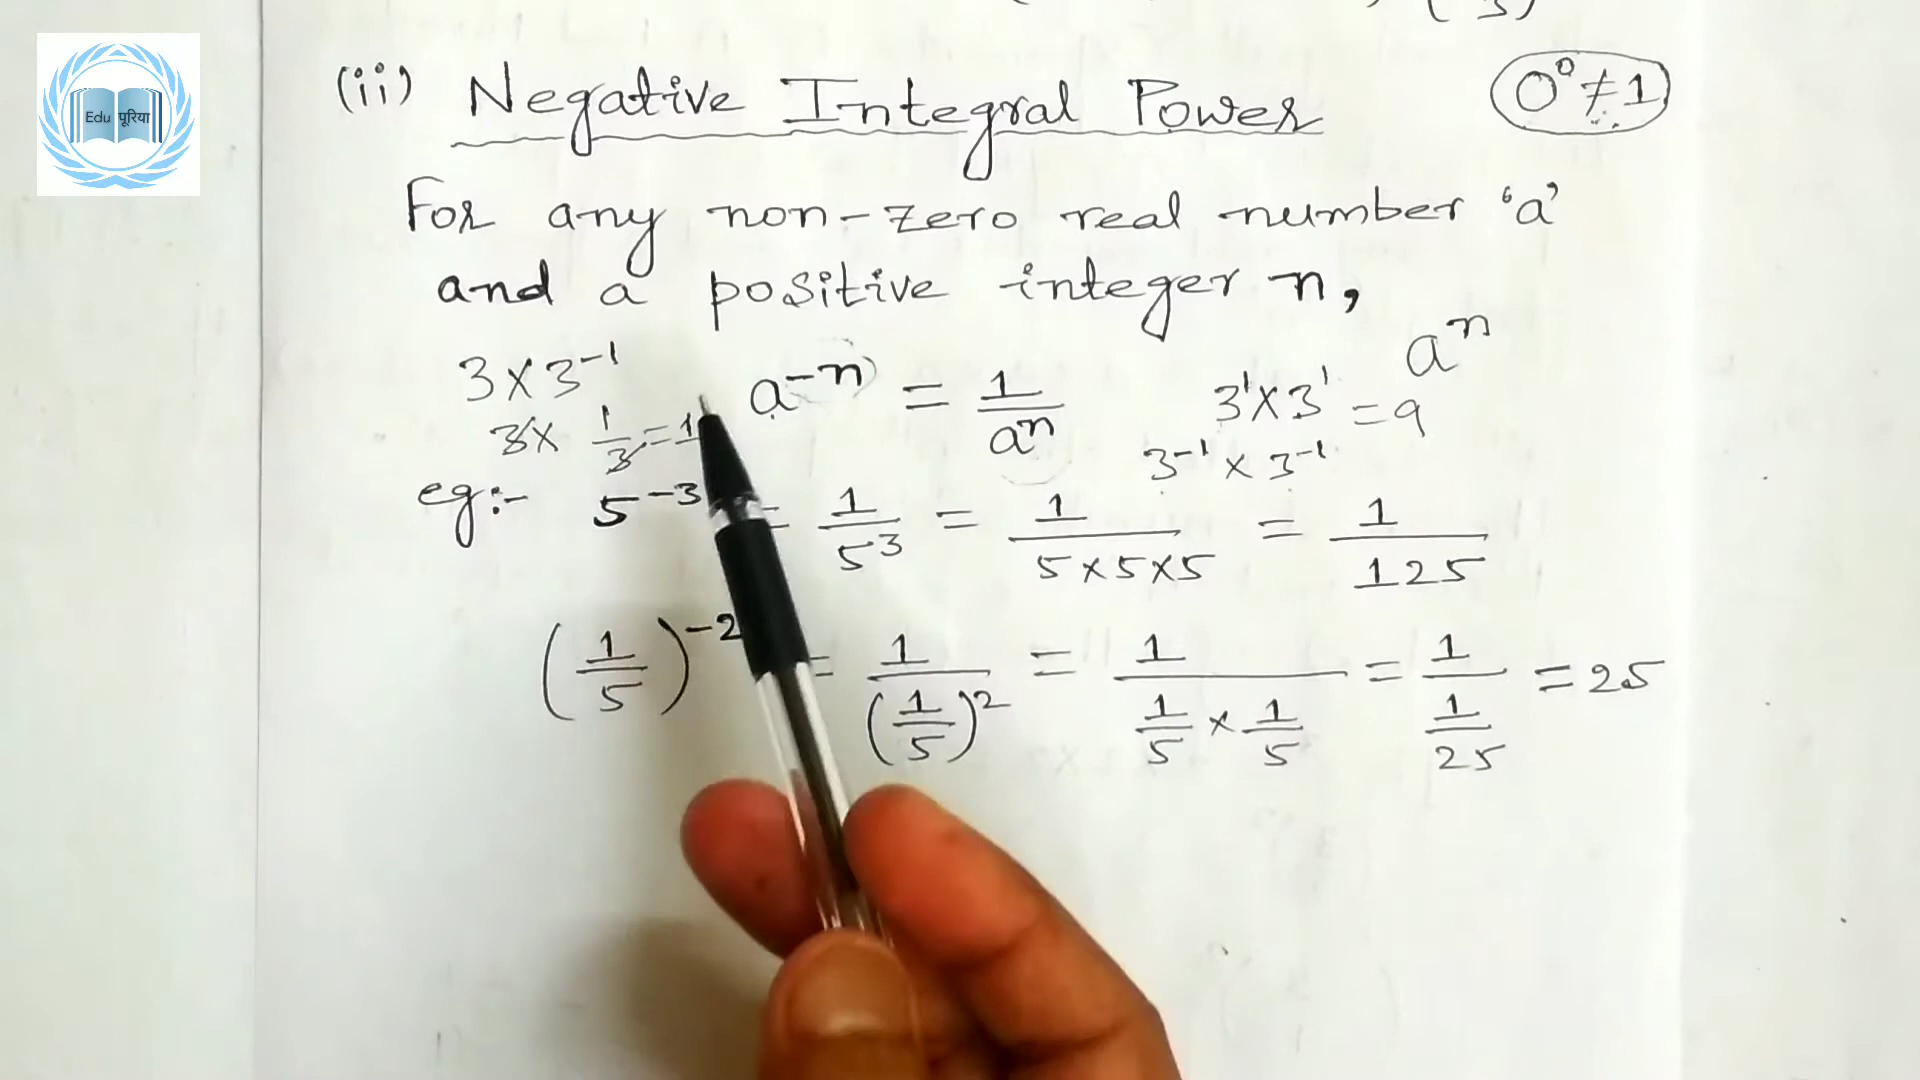 Edu पूरिया
(ii) Negative Integral Power
0⁰ ≠ 1
For any non-zero real number 'a'
and a positive integer n,
3 × 3⁻¹
3 × 1/3 = 1
a⁻ⁿ = 1/aⁿ
aⁿ
3¹ × 3¹ = 9
3⁻¹ × 3⁻¹
eg:- 5⁻³ = 1/5³ = 1/(5×5×5) = 1/125
(1/5)⁻² = 1/(1/5)² = 1/(1/5 × 1/5) = 1/(1/25) = 25